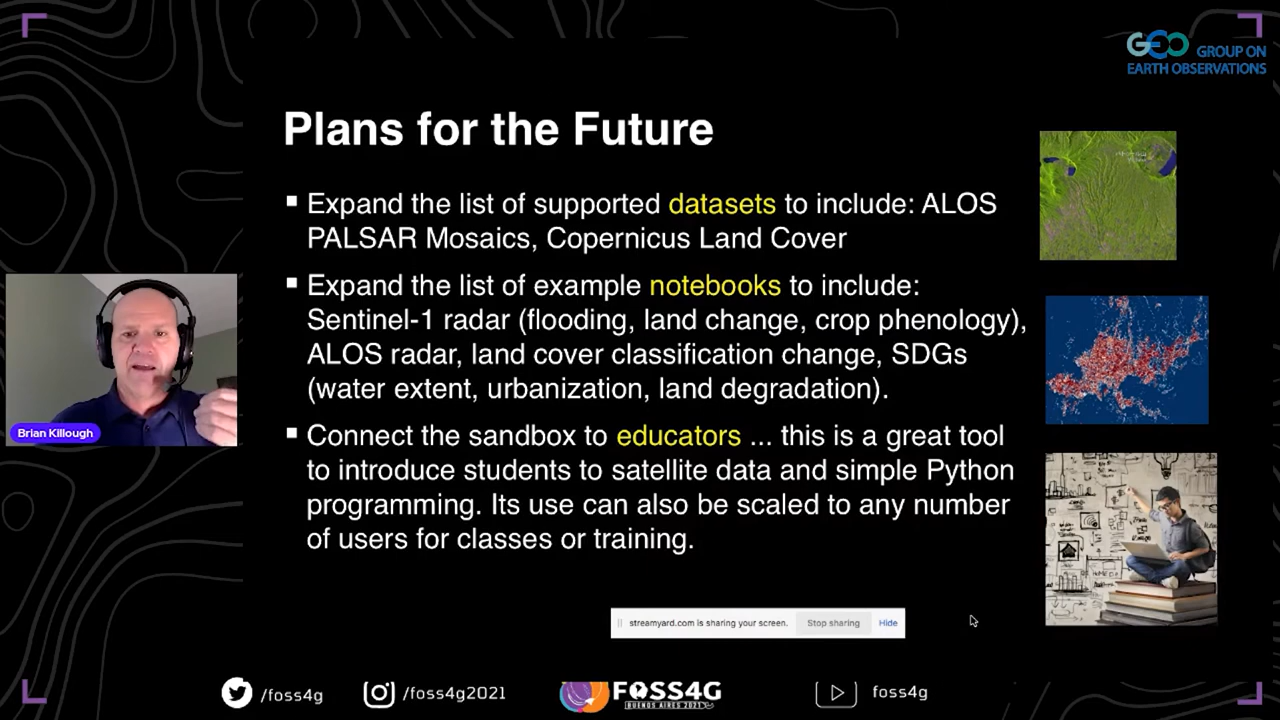 GEO GROUP ON
EARTH OBSERVATIONS
Plans for the Future
▪ Expand the list of supported datasets to include: ALOS
PALSAR Mosaics, Copernicus Land Cover
▪ Expand the list of example notebooks to include:
Sentinel-1 radar (flooding, land change, crop phenology),
ALOS radar, land cover classification change, SDGs
(water extent, urbanization, land degradation).
▪ Connect the sandbox to educators ... this is a great tool
to introduce students to satellite data and simple Python
programming. Its use can also be scaled to any number
of users for classes or training.
Brian Killough
streamyard.com is sharing your screen. Stop sharing Hide
/foss4g /foss4g2021 FOSS4G foss4g
BUENOS AIRES 2021